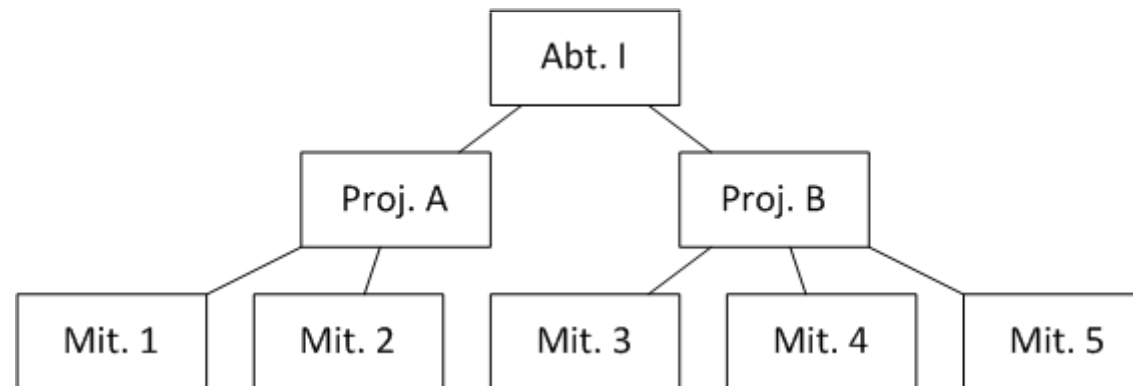 Abt. I
Proj. A
Proj. B
Mit. 1
Mit. 2
Mit. 3
Mit. 4
Mit. 5